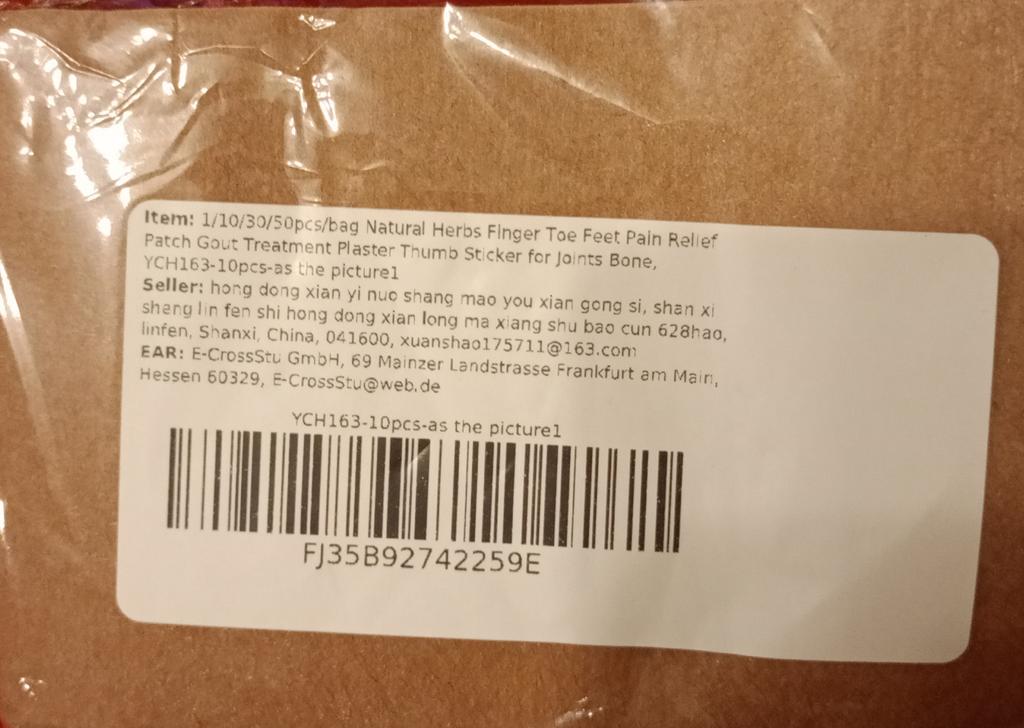 Item: 1/10/30/50pcs/bag Natural Herbs Finger Toe Feet Pain Relief
Patch Gout Treatment Plaster Thumb Sticker for Joints Bone,
YCH163-10pcs-as the picture1
Seller: hong dong xian yi nuo shang mao you xian gong si, shan xi
sheng lin fen shi hong dong xian long ma xiang shu bao cun 628hao,
linfen, Shanxi, China, 041600, xuanshao175711@163.com
EAR: E-CrossStu GmbH, 69 Mainzer Landstrasse Frankfurt am Main,
Hessen 60329, E-CrossStu@web.de
YCH163-10pcs-as the picture1
FJ35B92742259E